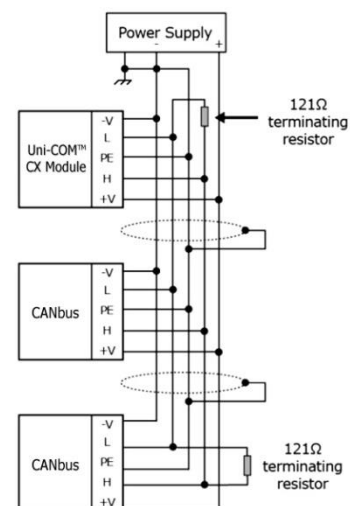 Power Supply
- +
121Ω
terminating
resistor
Uni-COM™
CX Module
-V
L
PE
H
+V
CANbus
-V
L
PE
H
+V
CANbus
-V
L
PE
H
+V
121Ω
terminating
resistor